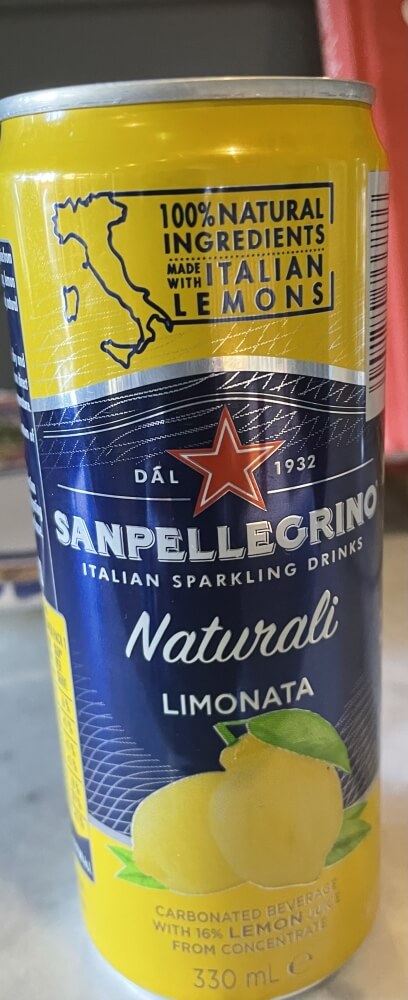 100% NATURAL
INGREDIENTS
MADE WITH ITALIAN
LEMONS
DÁL 1932
SANPELLEGRINO
ITALIAN SPARKLING DRINKS
Naturali
LIMONATA
CARBONATED BEVERAGE
WITH 16% LEMON JUICE
FROM CONCENTRATE
330 mL e